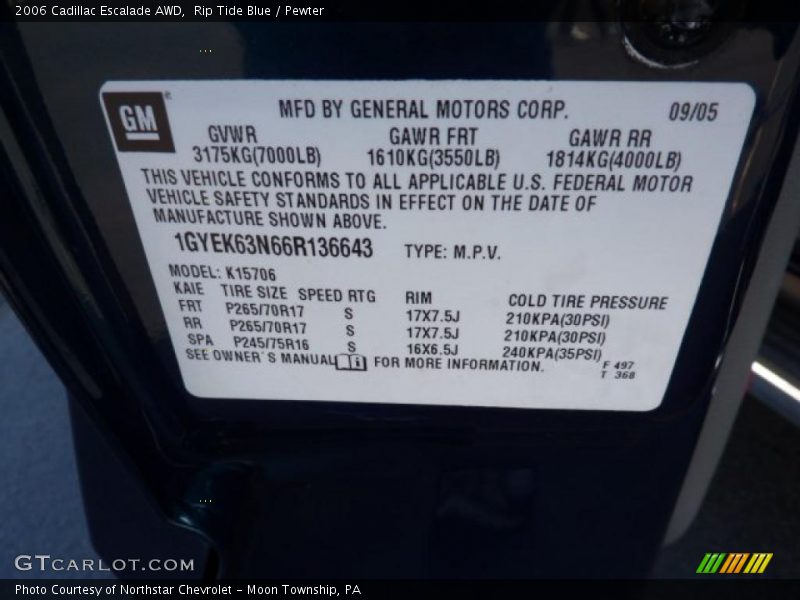 2006 Cadillac Escalade AWD,  Rip Tide Blue / Pewter
GM
MFD BY GENERAL MOTORS CORP. 09/05
GVWR GAWR FRT GAWR RR
3175KG(7000LB) 1610KG(3550LB) 1814KG(4000LB)
THIS VEHICLE CONFORMS TO ALL APPLICABLE U.S. FEDERAL MOTOR
VEHICLE SAFETY STANDARDS IN EFFECT ON THE DATE OF
MANUFACTURE SHOWN ABOVE.
1GYEK63N66R136643 TYPE: M.P.V.
MODEL: K15706
KAIE TIRE SIZE SPEED RTG RIM COLD TIRE PRESSURE
FRT P265/70R17 S 17X7.5J 210KPA(30PSI)
RR P265/70R17 S 17X7.5J 210KPA(30PSI)
SPA P245/75R16 S 16X6.5J 240KPA(35PSI)
SEE OWNER'S MANUAL FOR MORE INFORMATION. F 497
T 368
GTCARLOT.COM
Photo Courtesy of Northstar Chevrolet - Moon Township, PA